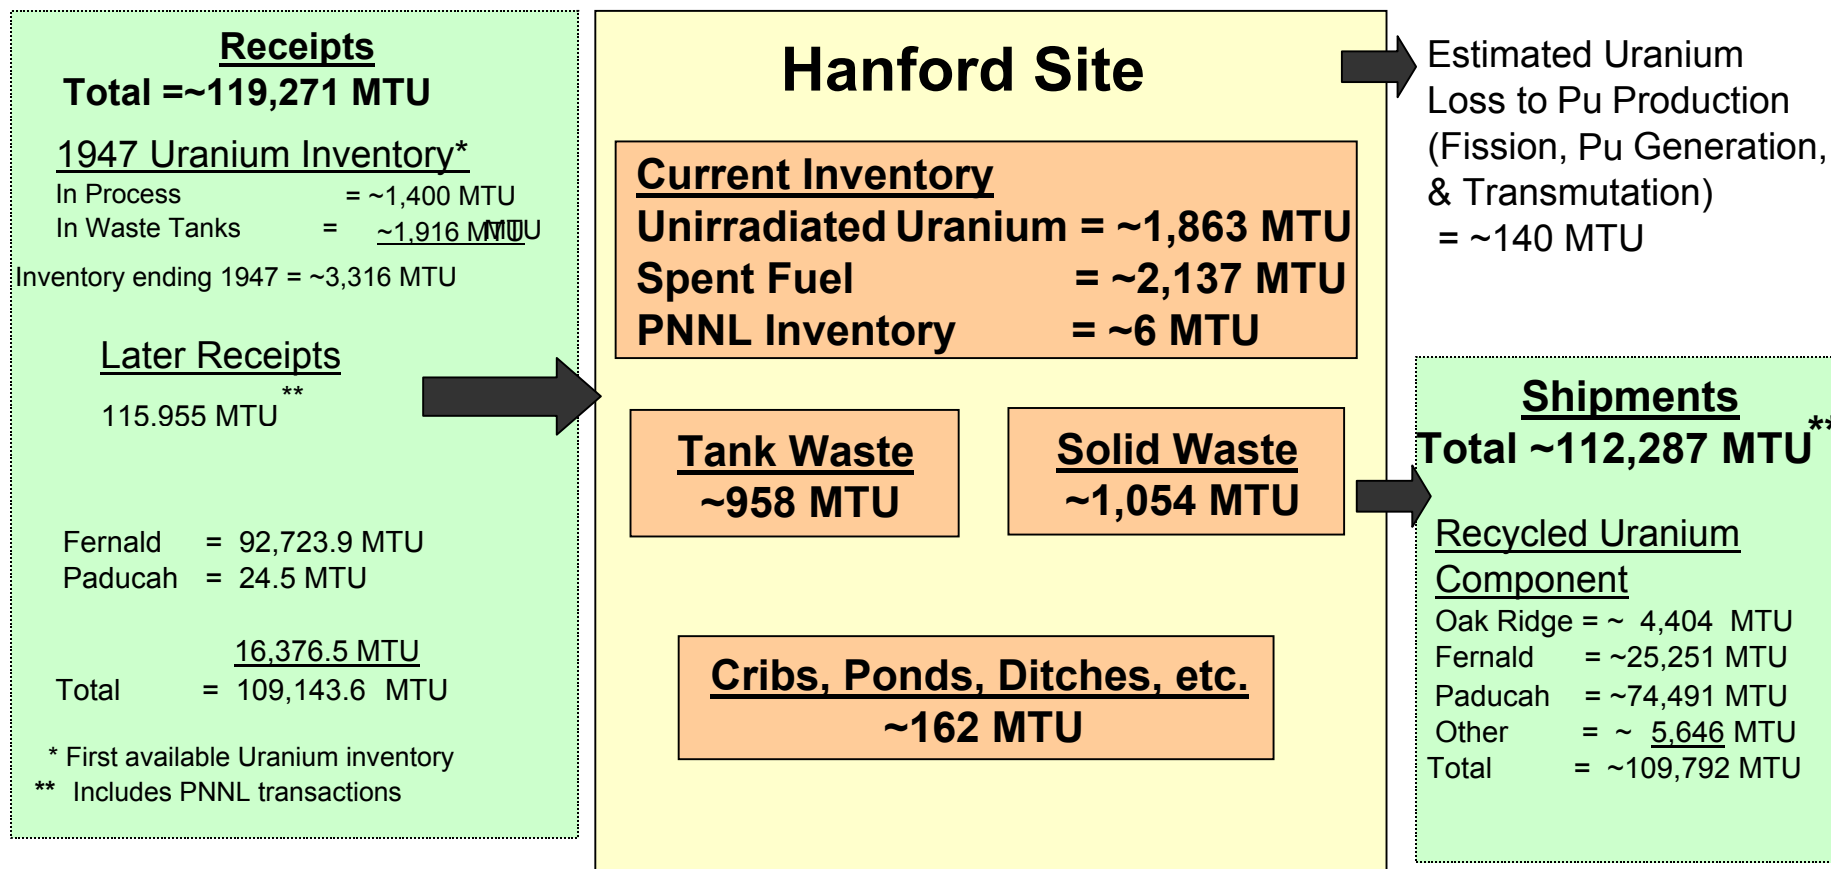 Receipts
Total =~119,271 MTU
1947 Uranium Inventory*
In Process = ~1,400 MTU
In Waste Tanks = ~1,916 MTU
Inventory ending 1947 = ~3,316 MTU
Later Receipts
115.955 MTU**
Fernald = 92,723.9 MTU
Paducah = 24.5 MTU
16,376.5 MTU
Total = 109,143.6 MTU
* First available Uranium inventory
** Includes PNNL transactions
Hanford Site
Current Inventory
Unirradiated Uranium = ~1,863 MTU
Spent Fuel = ~2,137 MTU
PNNL Inventory = ~6 MTU
Tank Waste
~958 MTU
Solid Waste
~1,054 MTU
Cribs, Ponds, Ditches, etc.
~162 MTU
Estimated Uranium
Loss to Pu Production
(Fission, Pu Generation,
& Transmutation)
= ~140 MTU
Shipments
Total ~112,287 MTU**
Recycled Uranium
Component
Oak Ridge = ~ 4,404 MTU
Fernald = ~25,251 MTU
Paducah = ~74,491 MTU
Other = ~ 5,646 MTU
Total = ~109,792 MTU